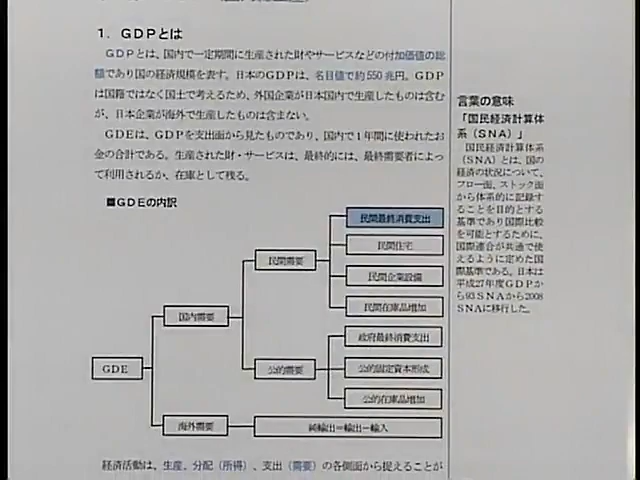 1．GDPとは
GDPとは、国内で一定期間に生産された財やサービスなどの付加価値の総
額であり国の経済規模を表す。日本のGDPは、名目値で約550兆円。GDP
は国籍ではなく国土で考えるため、外国企業が日本国内で生産したものは含む
が、日本企業が海外で生産したものは含まない。
GDEは、GDPを支出面から見たものであり、国内で1年間に使われたお
金の合計である。生産された財・サービスは、最終的には、最終需要者によっ
て利用されるか、在庫として残る。
■GDEの内訳
民間最終消費支出
民間住宅
民間需要
民間企業設備
民間在庫品増加
国内需要
政府最終消費支出
GDE
公的需要
公的固定資本形成
公的在庫品増加
海外需要
純輸出＝輸出－輸入
経済活動は、生産、分配（所得）、支出（需要）の各側面から捉えることが
言葉の意味
「国民経済計算体
系（SNA）」
国民経済計算体系
（SNA）とは、国の
経済の状況について、
フロー面、ストック面
から体系的に記録す
ることを目的とする
基準であり国際比較
を可能とするために、
国際連合が共通で使
えるように定めた国
際基準である。日本は
平成27年度GDPか
ら93SNAから2008
SNAに移行した。